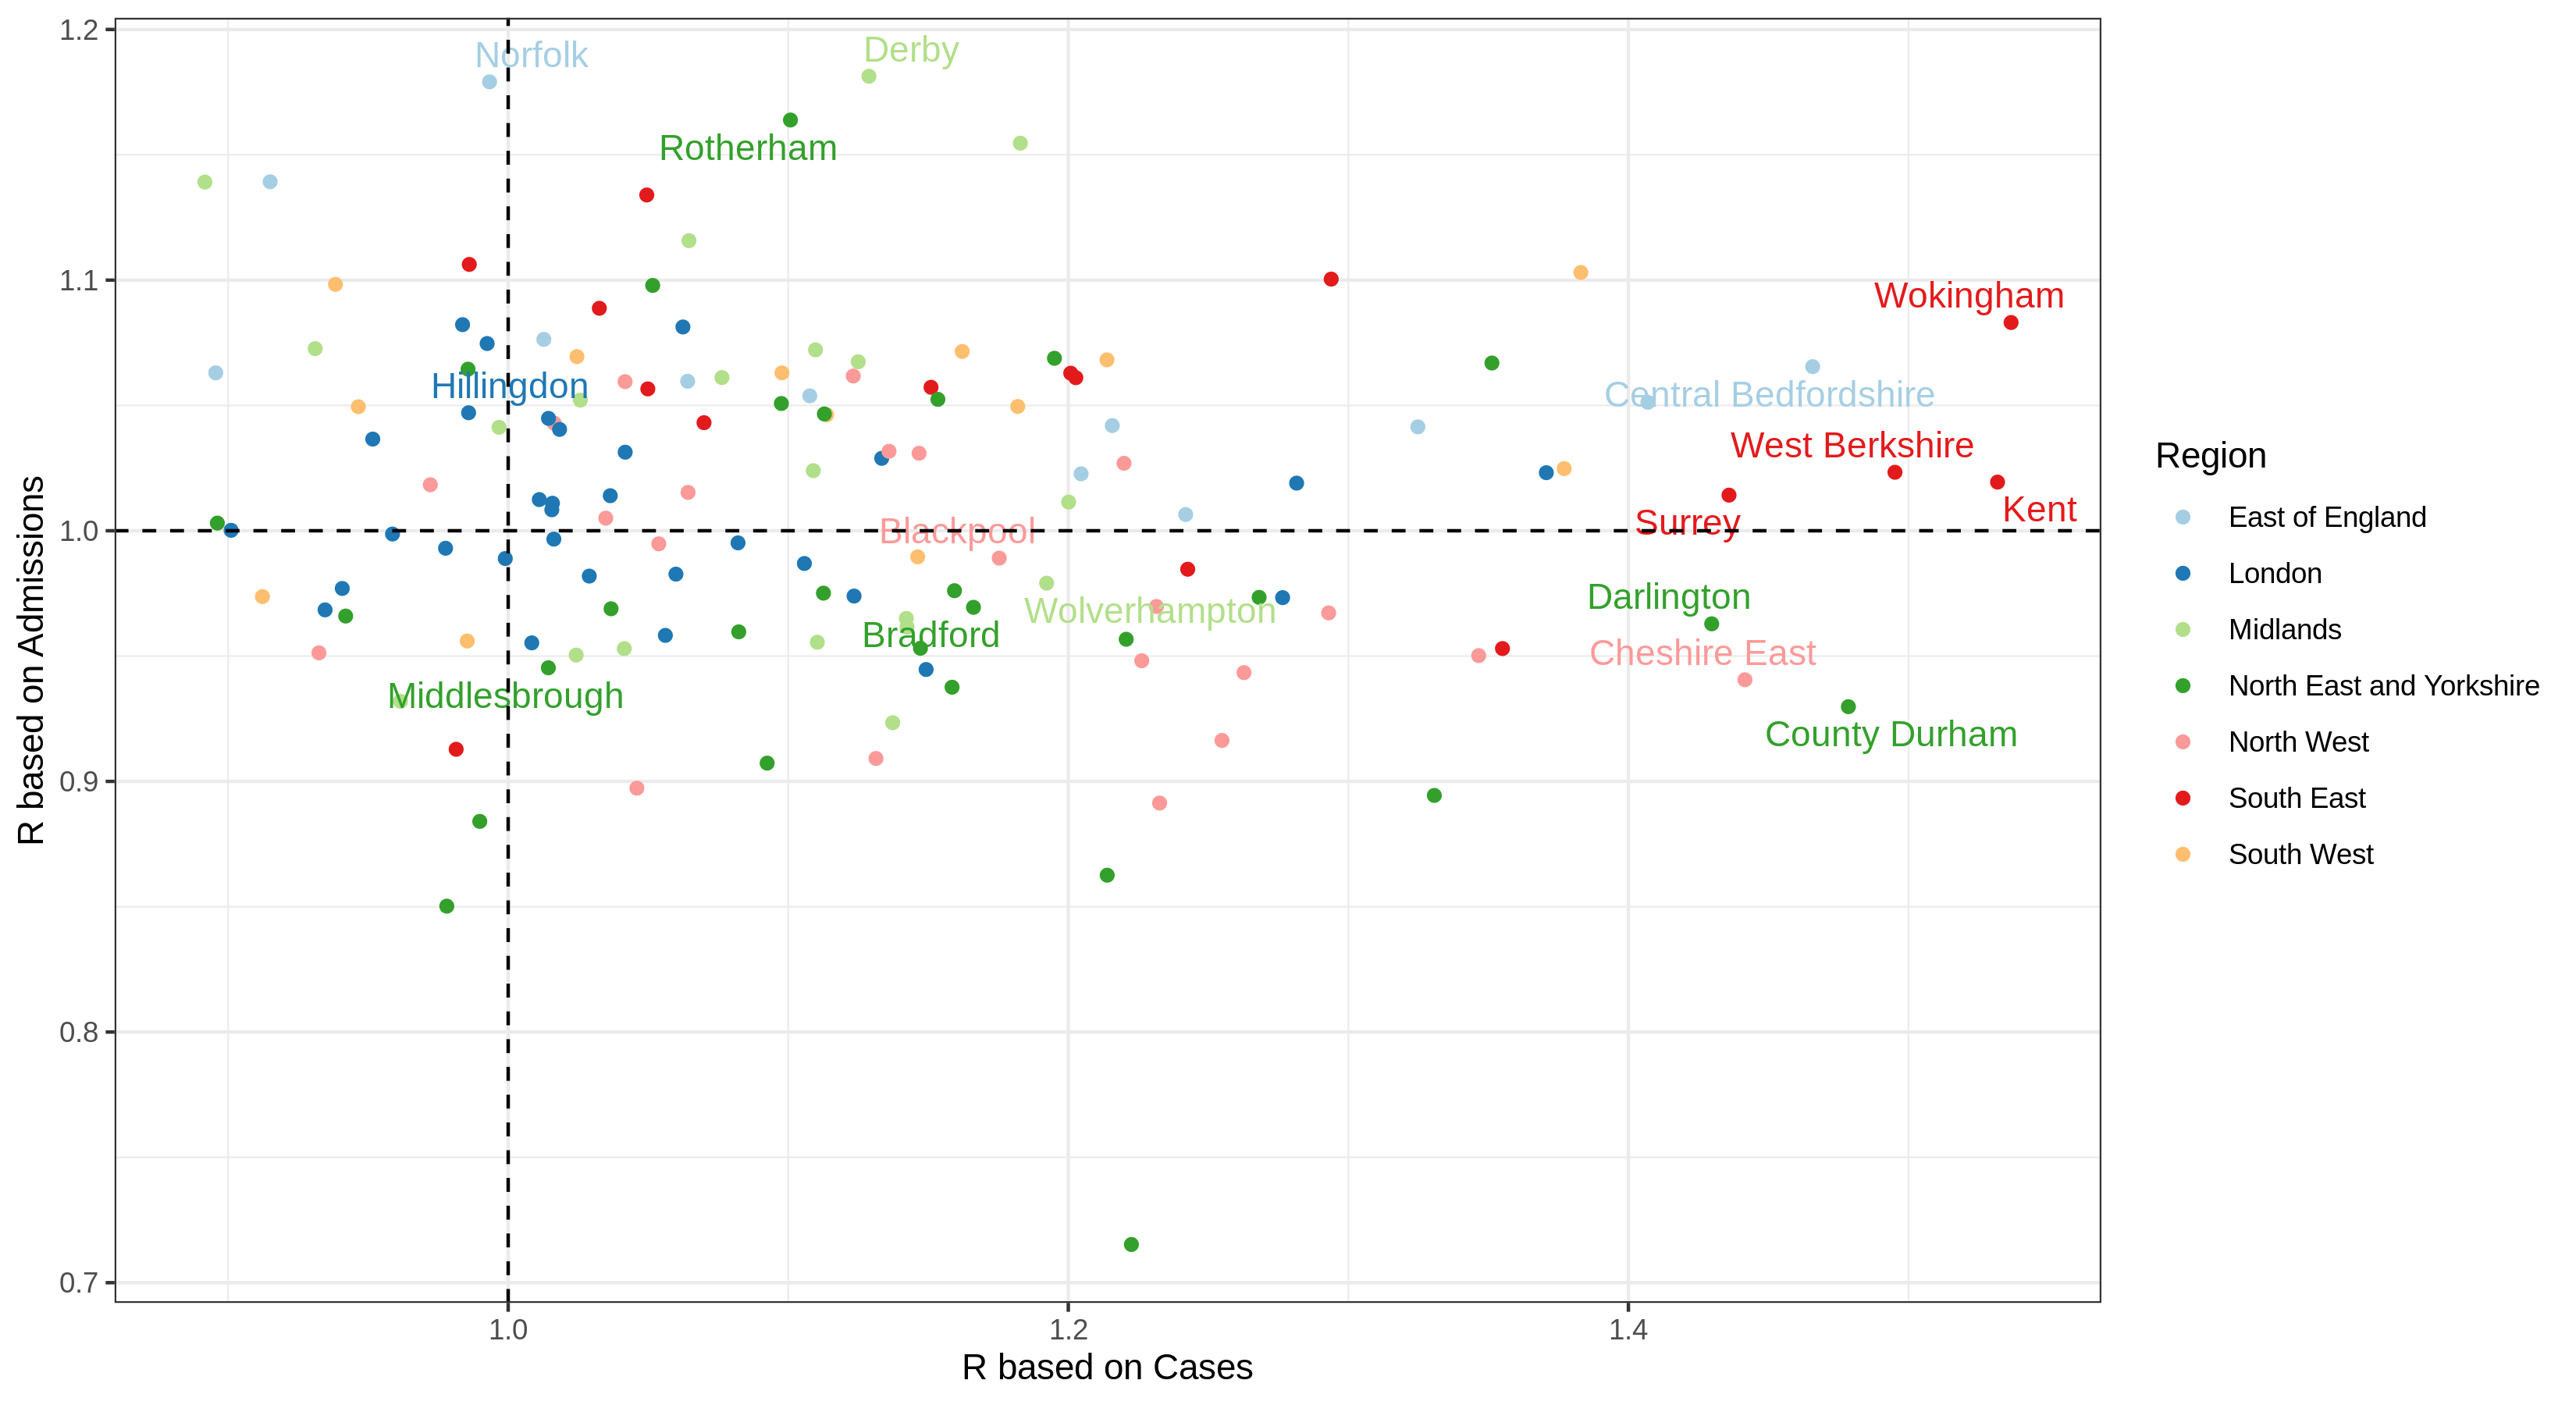 1.2
1.1
1.0
0.9
0.8
0.7
R based on Admissions
Norfolk
Derby
Rotherham
Wokingham
Hillingdon
Central Bedfordshire
West Berkshire
Kent
Surrey
Blackpool
Darlington
Wolverhampton
Bradford
Cheshire East
Middlesbrough
County Durham
1.0
1.2
1.4
R based on Cases
Region
East of England
London
Midlands
North East and Yorkshire
North West
South East
South West